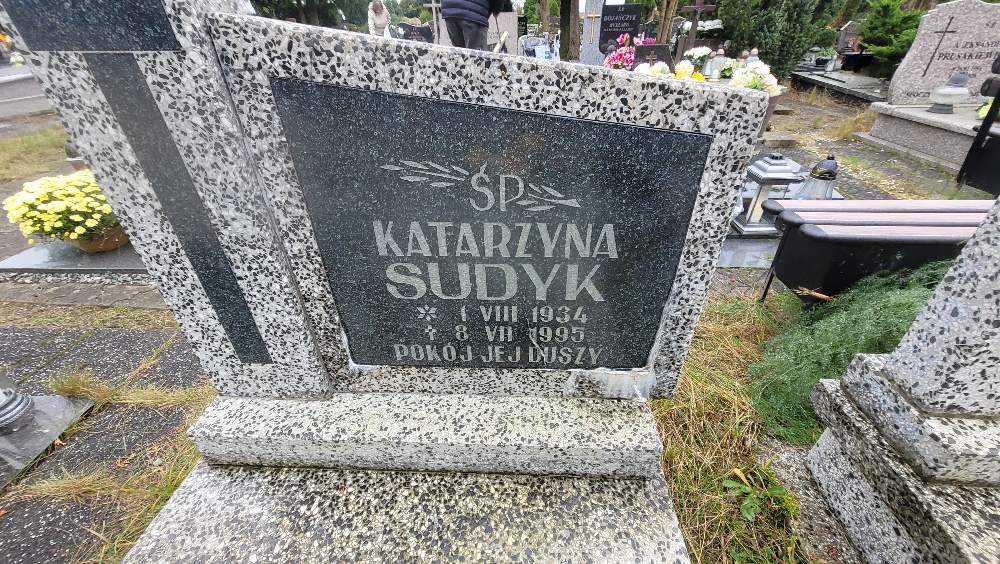 ŚP
KATARZYNA
SUDYK
* 1 VIII 1934
+ 8 VII 1995
POKÓJ JEJ DUSZY